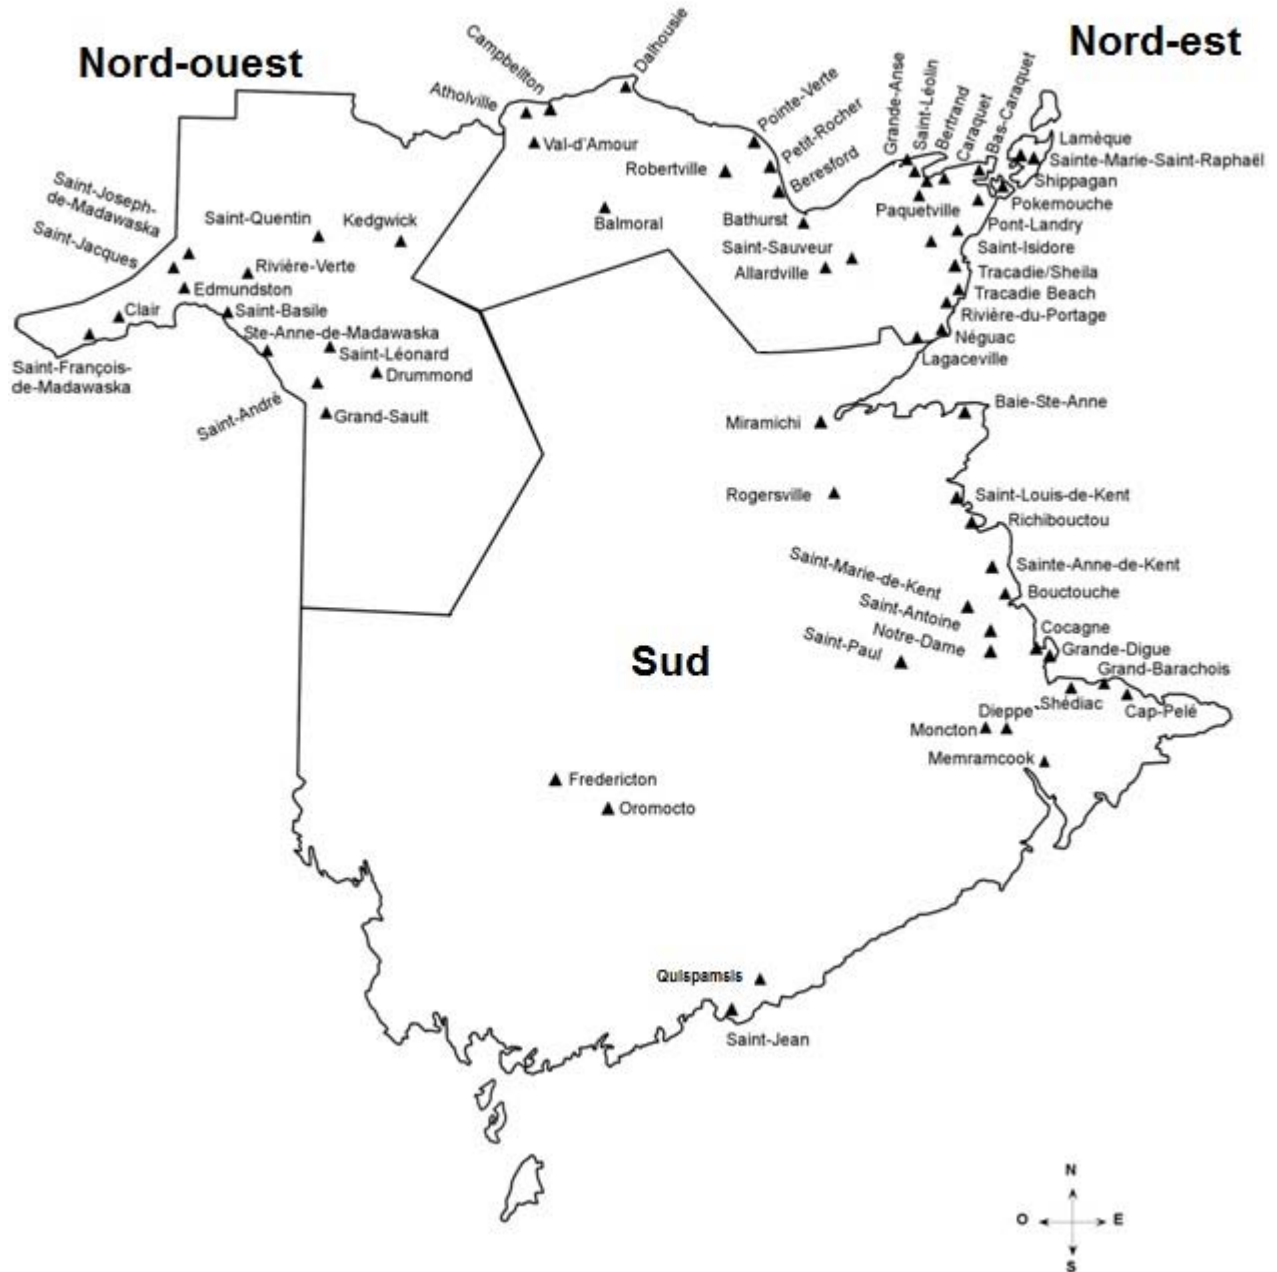 Nord-ouest
Nord-est
Campbellton
Dalhousie
Atholville
Val-d'Amour
Pointe-Verte
Petit-Rocher
Robertville
Beresford
Balmoral
Bathurst
Grande-Anse
Saint-Léolin
Bertrand
Caraquet
Bas-Caraquet
Lamèque
Sainte-Marie-Saint-Raphaël
Shippagan
Pokemouche
Paquetville
Pont-Landry
Saint-Sauveur
Saint-Isidore
Allardville
Tracadie/Sheila
Tracadie Beach
Rivière-du-Portage
Néguac
Lagaceville
Saint-Joseph-
de-Madawaska
Saint-Jacques
Saint-Quentin
Kedgwick
Rivière-Verte
Edmundston
Clair
Saint-Basile
Ste-Anne-de-Madawaska
Saint-Léonard
Saint-François-
de-Madawaska
Drummond
Saint-André
Grand-Sault
Baie-Ste-Anne
Miramichi
Rogersville
Saint-Louis-de-Kent
Richibouctou
Saint-Marie-de-Kent
Sainte-Anne-de-Kent
Saint-Antoine
Bouctouche
Notre-Dame
Saint-Paul
Cocagne
Grande-Digue
Grand-Barachois
Sud
Shédiac
Cap-Pelé
Dieppe
Moncton
Memramcook
Fredericton
Oromocto
Quispamsis
Saint-Jean
N
O
E
S